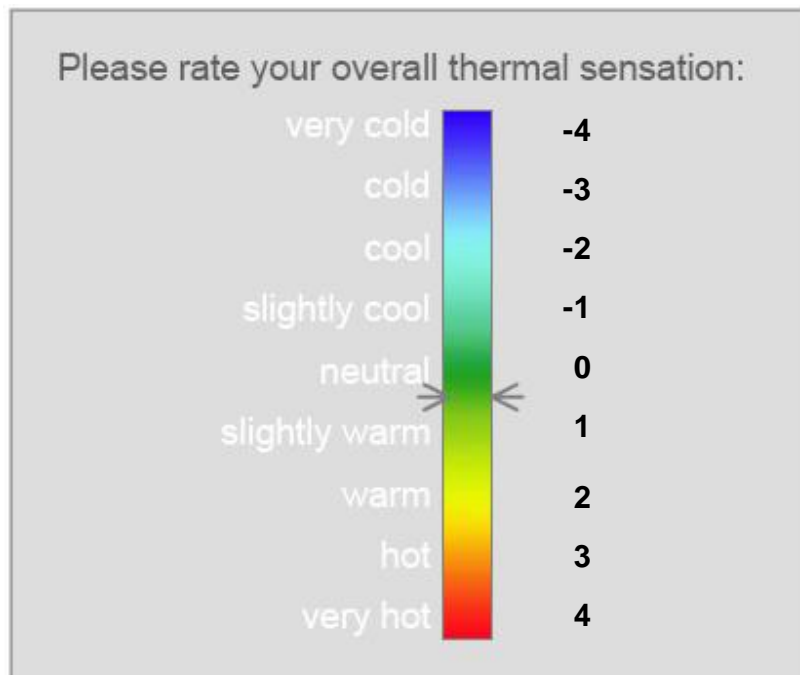 Please rate your overall thermal sensation:
very cold -4
cold -3
cool -2
slightly cool -1
neutral 0
slightly warm 1
warm 2
hot 3
very hot 4